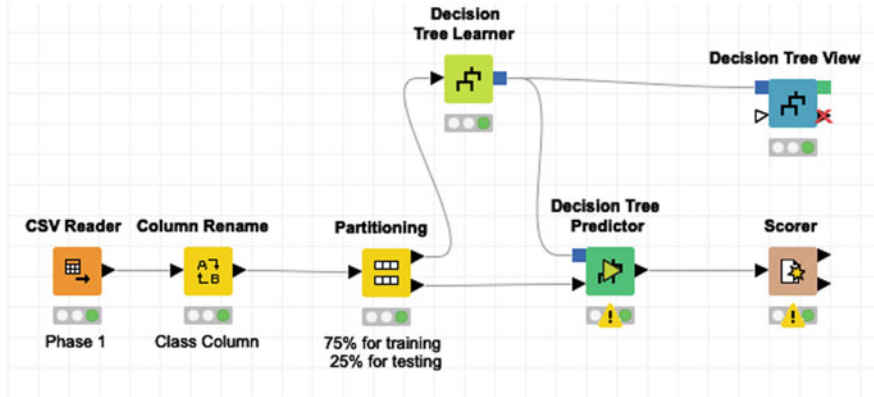 Decision
Tree Learner
Decision Tree View
CSV Reader
Column Rename
Partitioning
Decision Tree
Predictor
Scorer
A
B
Phase 1
Class Column
75% for training
25% for testing